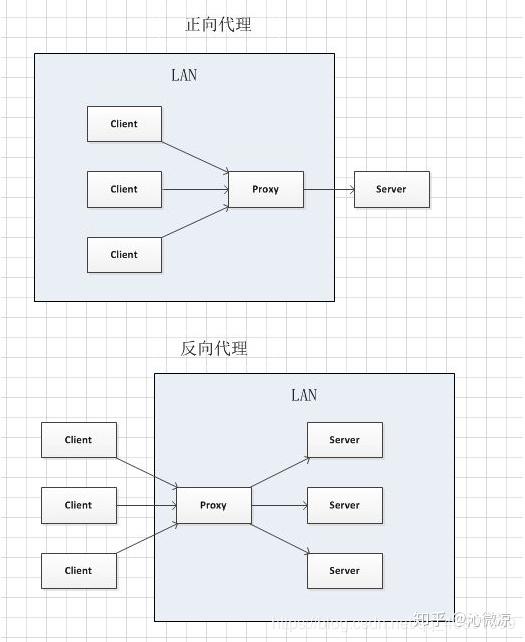 正向代理
LAN
Client
Client
Proxy
Server
Client
反向代理
LAN
Client
Server
Client
Proxy
Server
Client
Server
知乎 @沁微凉